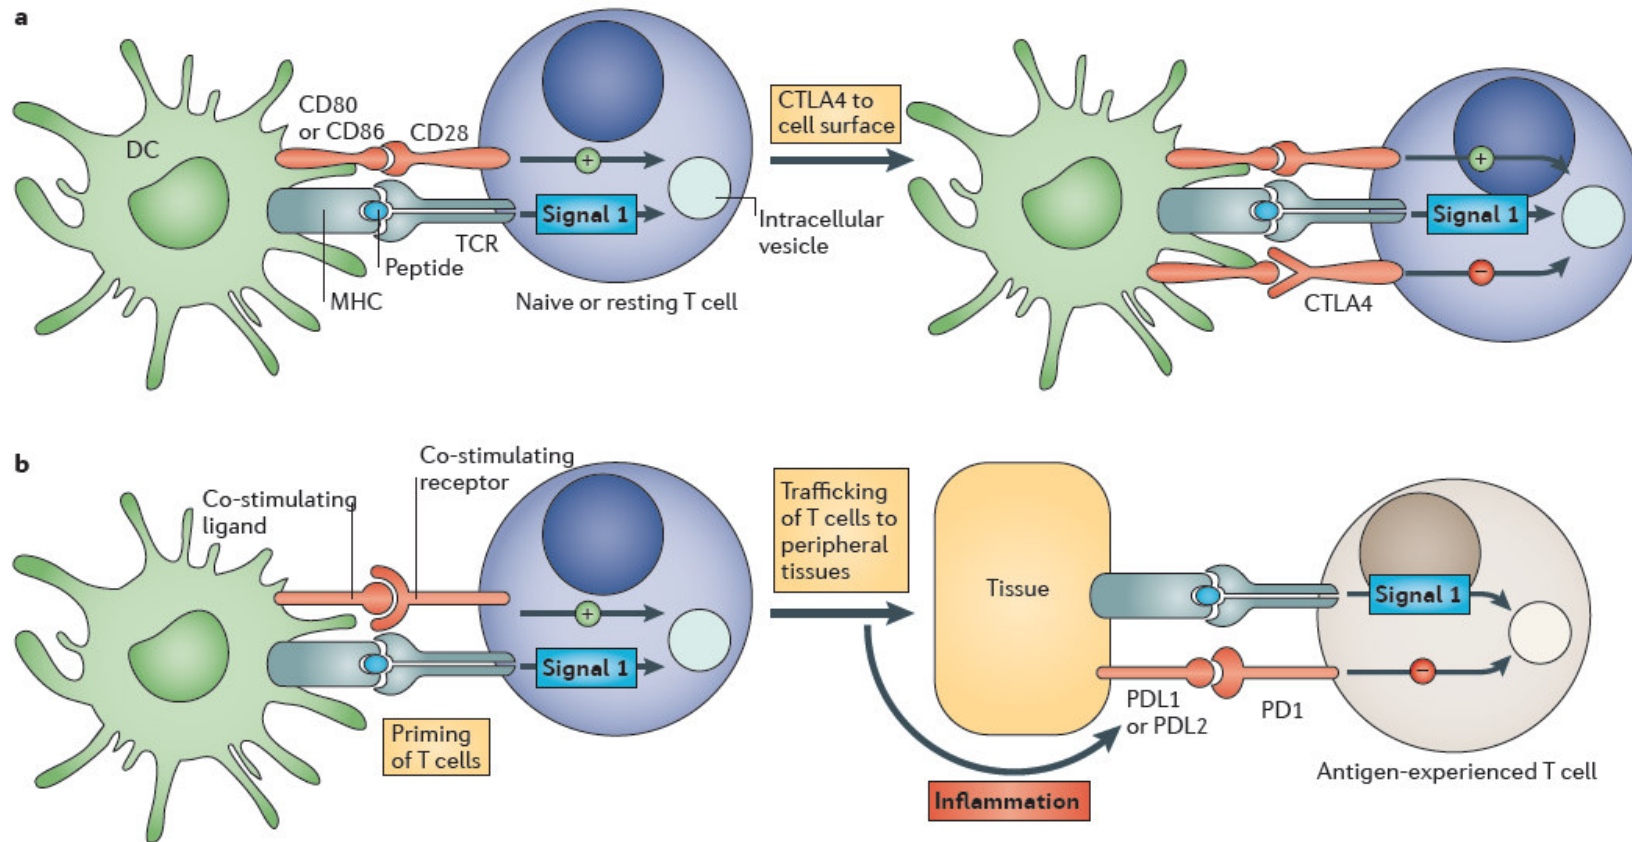 a
CD80
or CD86
CD28
DC
+
Signal 1
TCR
Peptide
MHC
Intracellular
vesicle
Naive or resting T cell
CTLA4 to
cell surface
+
Signal 1
−
CTLA4
b
Co-stimulating
ligand
Co-stimulating
receptor
+
Signal 1
Priming
of T cells
Trafficking
of T cells to
peripheral
tissues
Tissue
Signal 1
−
PDL1
or PDL2
PD1
Inflammation
Antigen-experienced T cell